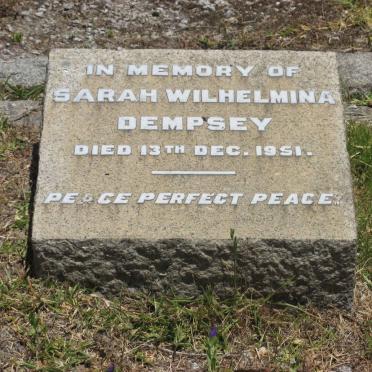 IN MEMORY OF
SARAH WILHELMINA
DEMPSEY
DIED 13TH DEC. 1951.
PEACE PERFECT PEACE